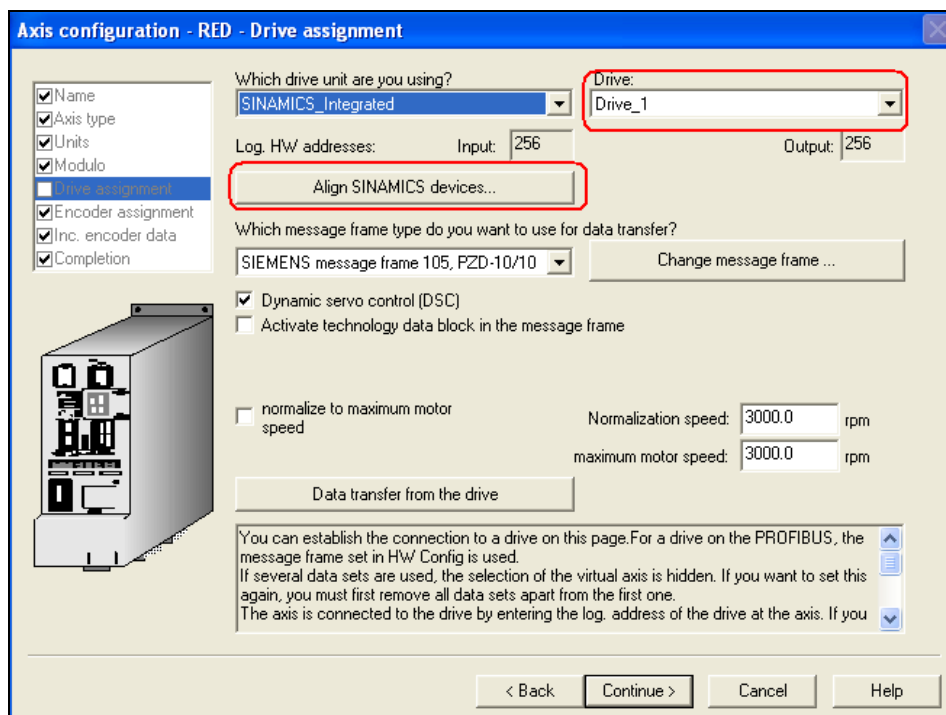 Axis configuration - RED - Drive assignment
Name
Axis type
Units
Modulo
Drive assignment
Encoder assignment
Inc. encoder data
Completion
Which drive unit are you using?
Drive:
SINAMICS_Integrated
Drive_1
Log. HW addresses:
Input:
256
Output:
256
Align SINAMICS devices...
Which message frame type do you want to use for data transfer?
SIEMENS message frame 105, PZD-10/10
Change message frame ...
Dynamic servo control (DSC)
Activate technology data block in the message frame
normalize to maximum motor
speed
Normalization speed:
3000.0
rpm
maximum motor speed:
3000.0
rpm
Data transfer from the drive
You can establish the connection to a drive on this page.For a drive on the PROFIBUS, the
message frame set in HW Config is used.
If several data sets are used, the selection of the virtual axis is hidden. If you want to set this
again, you must first remove all data sets apart from the first one.
The axis is connected to the drive by entering the log. address of the drive at the axis. If you
< Back
Continue >
Cancel
Help